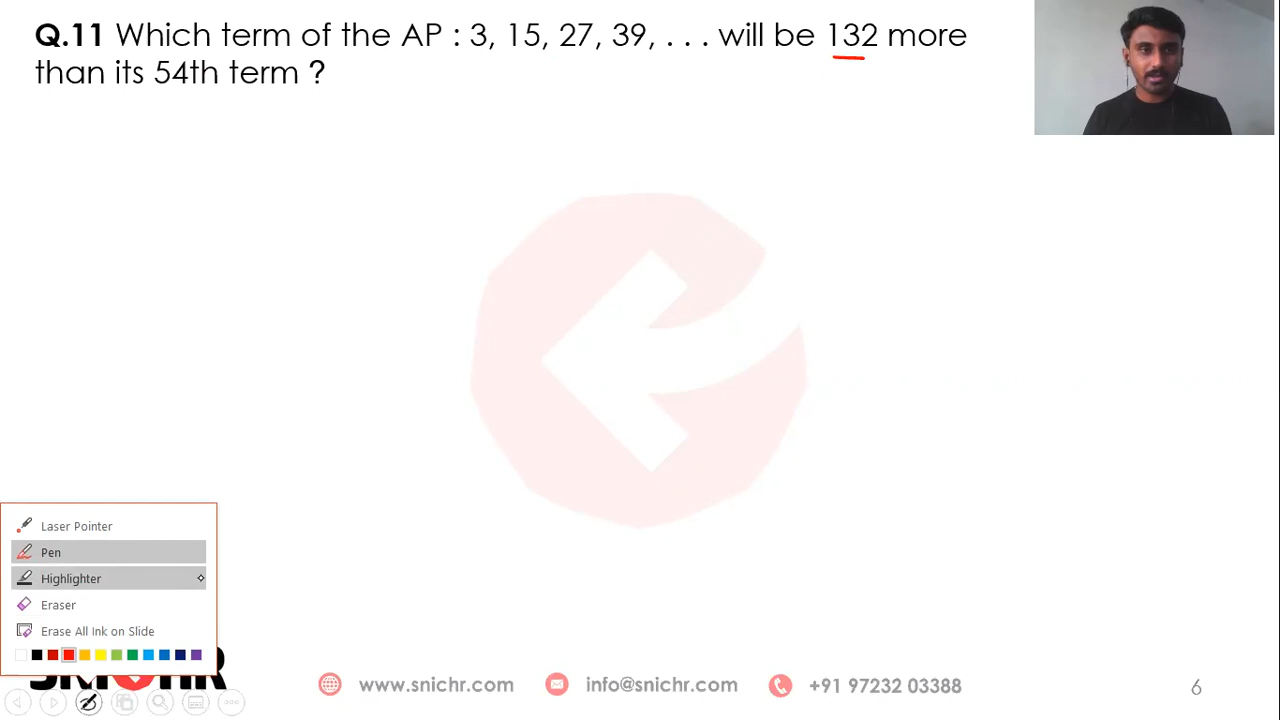 Q.11 Which term of the AP : 3, 15, 27, 39, . . . will be 132 more
than its 54th term ?
Laser Pointer
Pen
Highlighter
Eraser
Erase All Ink on Slide
www.snichr.com
info@snichr.com
+91 97232 03388
6